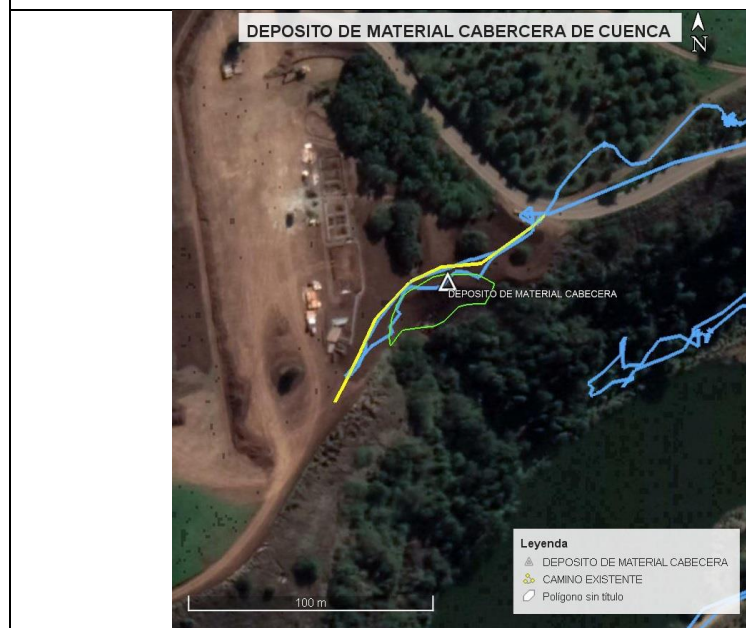 DEPOSITO DE MATERIAL CABERCERA DE CUENCA
N
DEPOSITO DE MATERIAL CABECERA
Leyenda
DEPOSITO DE MATERIAL CABECERA
CAMINO EXISTENTE
Polígono sin título
100 m